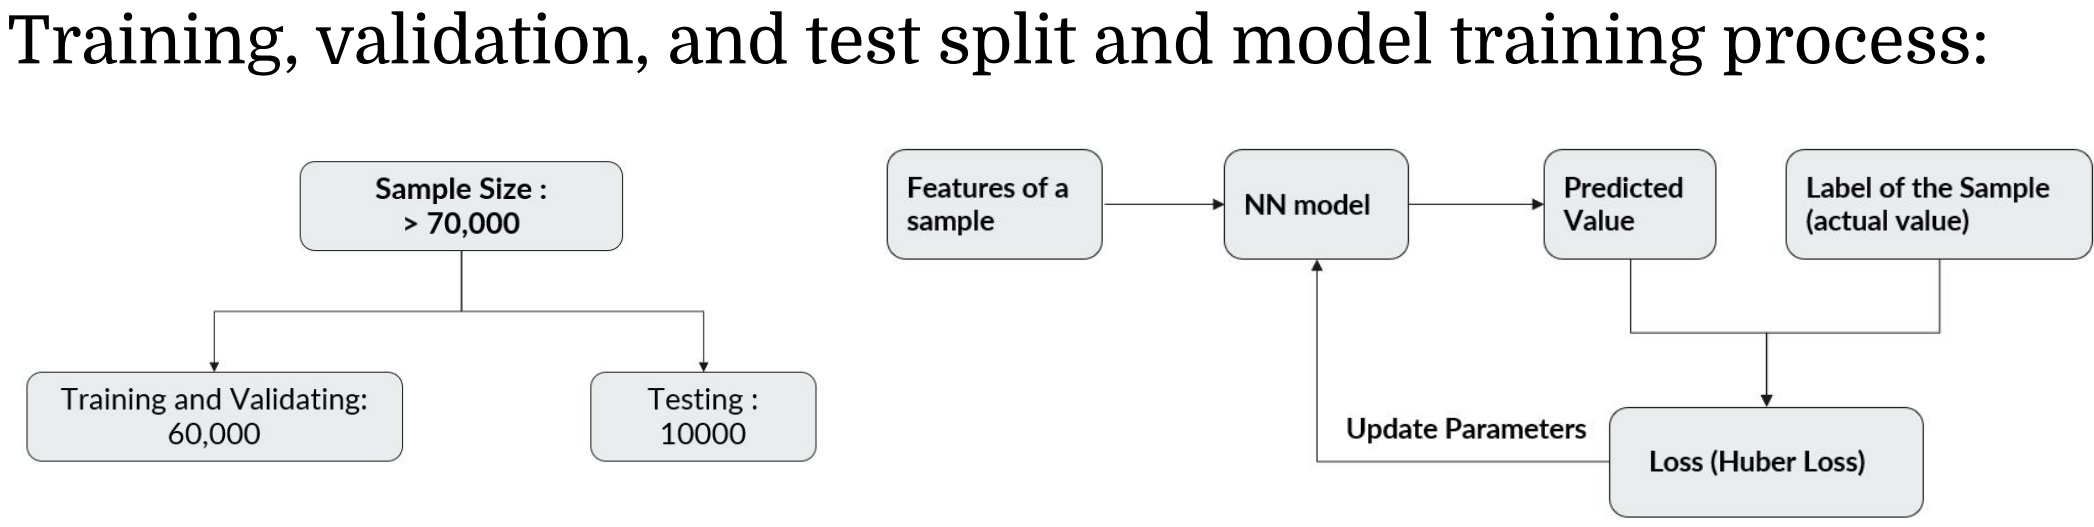 Training, validation, and test split and model training process:
Sample Size :
> 70,000
Training and Validating:
60,000
Testing :
10000
Features of a
sample
NN model
Predicted
Value
Label of the Sample
(actual value)
Update Parameters
Loss (Huber Loss)